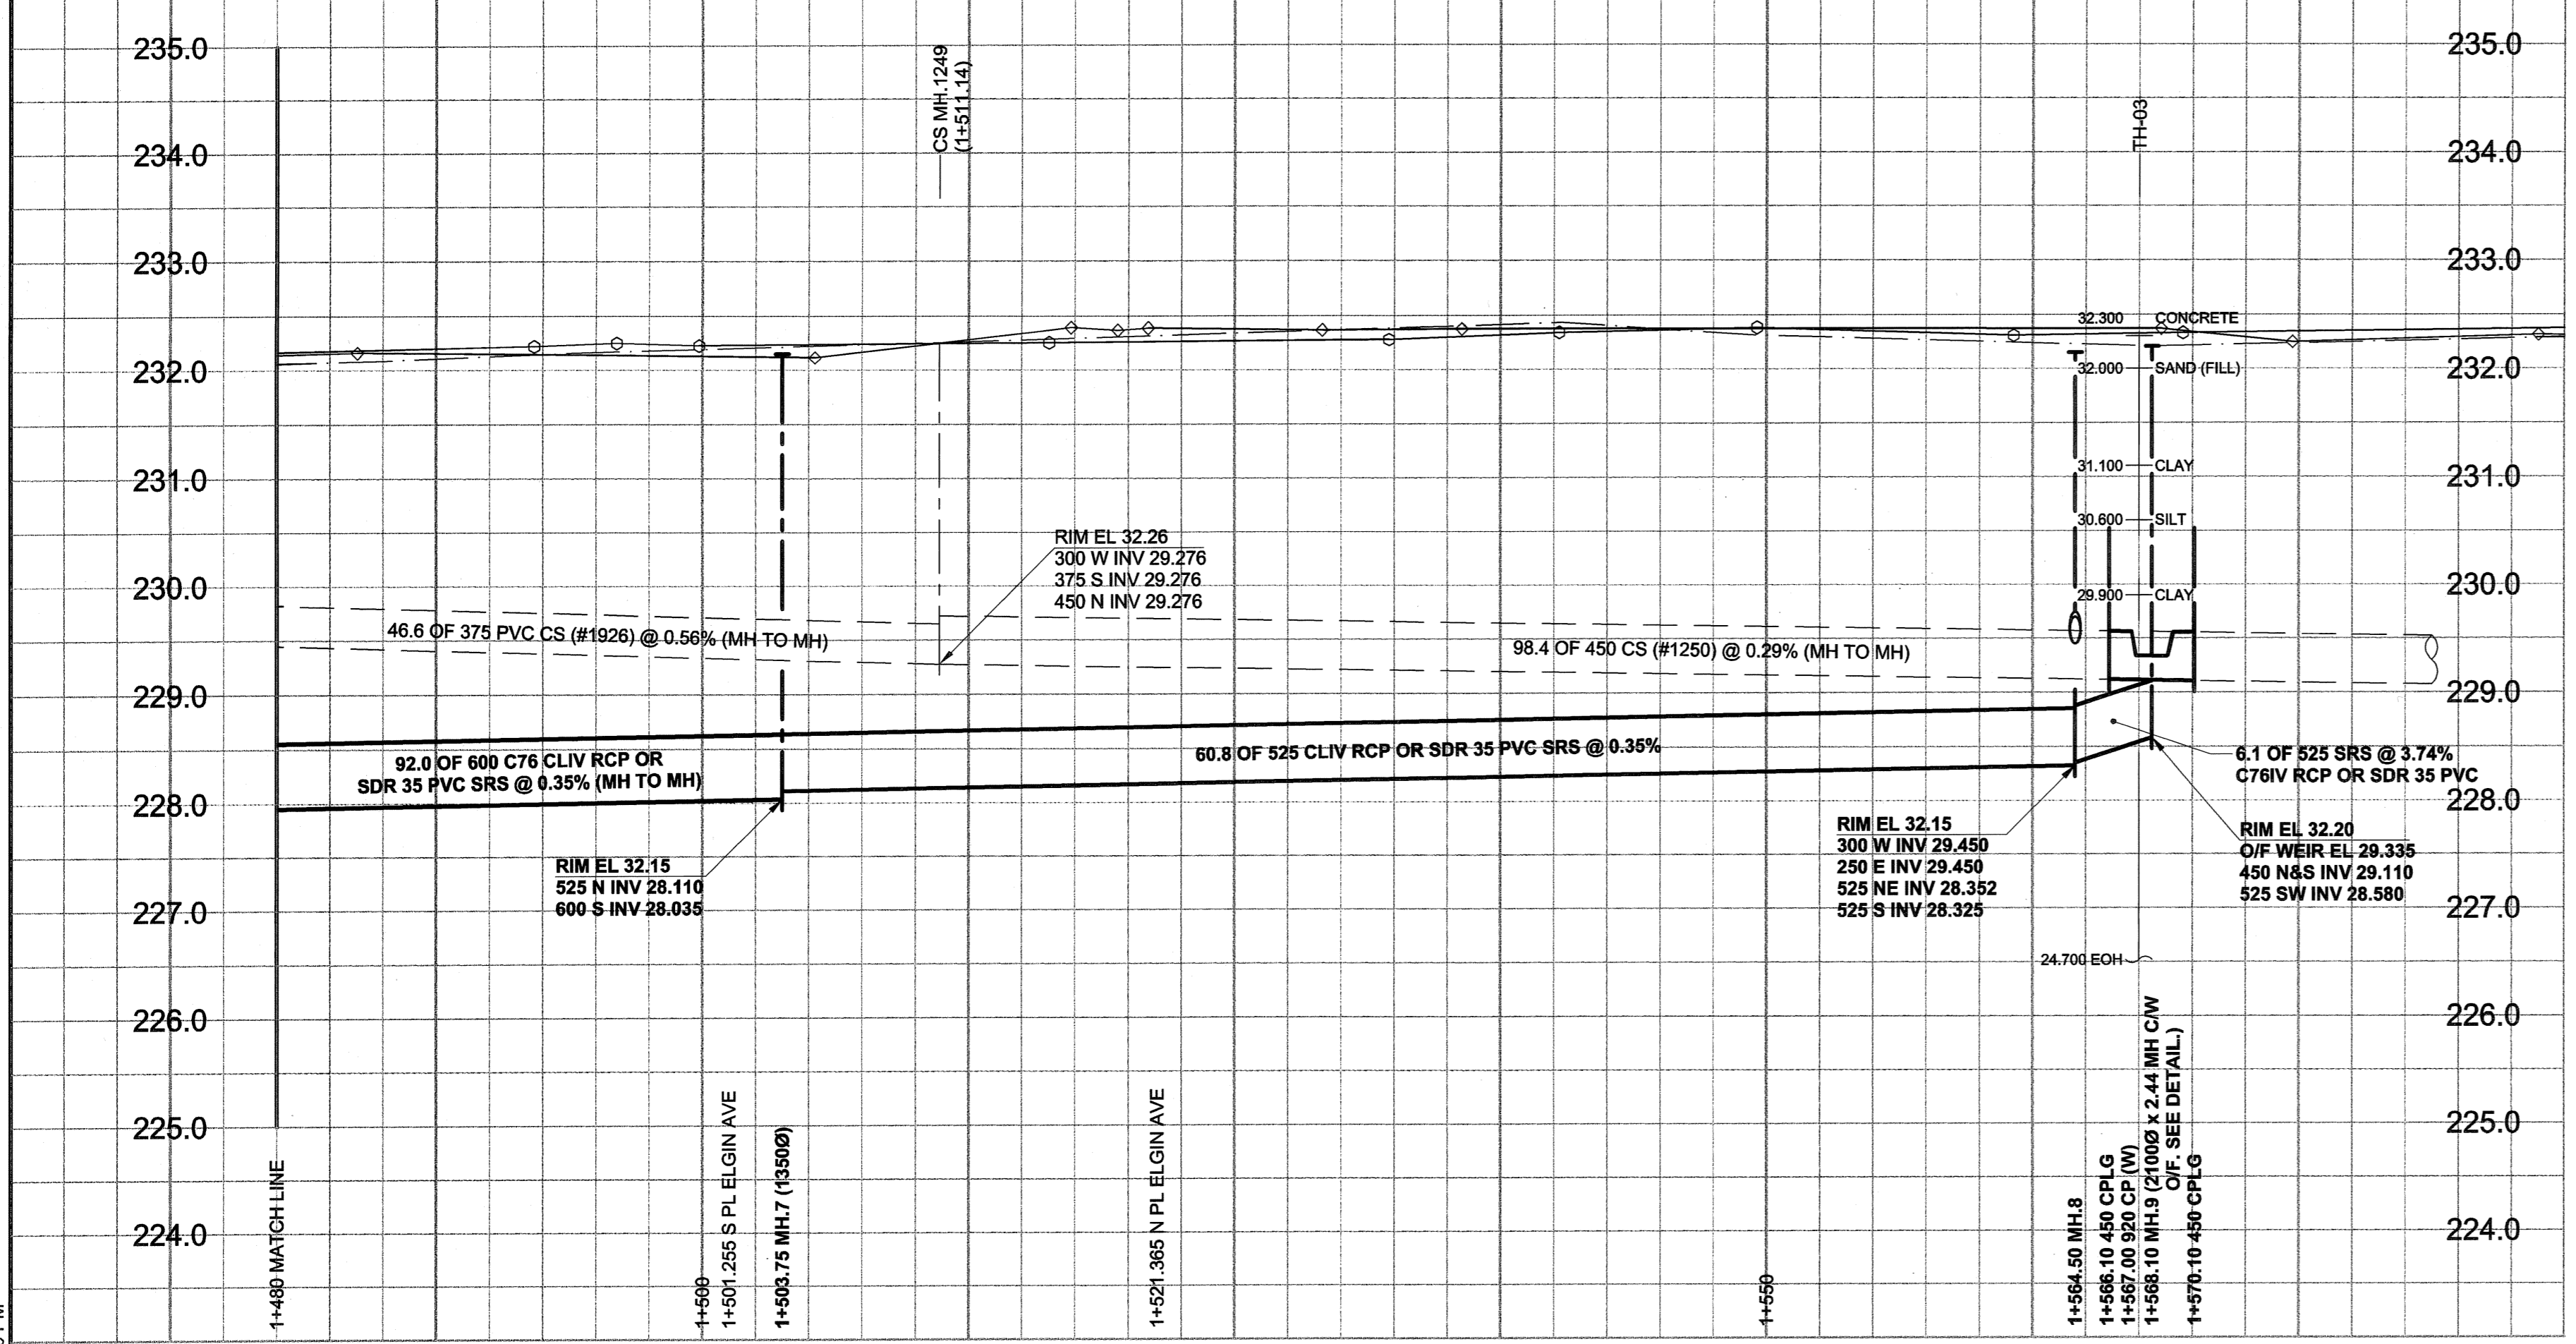 235.0
235.0
CS MH.1249
(1+511.14)
TH-03
234.0
234.0
233.0
233.0
32.300
CONCRETE
232.0
32.000
SAND (FILL)
232.0
231.0
31.100
CLAY
231.0
30.600
SILT
RIM EL 32.26
300 W INV 29.276
375 S INV 29.276
450 N INV 29.276
230.0
29.900
CLAY
230.0
46.6 OF 375 PVC CS (#1926) @ 0.56% (MH TO MH)
98.4 OF 450 CS (#1250) @ 0.29% (MH TO MH)
229.0
229.0
92.0 OF 600 C76 CLIV RCP OR
SDR 35 PVC SRS @ 0.35% (MH TO MH)
60.8 OF 525 CLIV RCP OR SDR 35 PVC SRS @ 0.35%
6.1 OF 525 SRS @ 3.74%
C76IV RCP OR SDR 35 PVC
228.0
228.0
RIM EL 32.15
525 N INV 28.110
600 S INV 28.035
RIM EL 32.15
300 W INV 29.450
250 E INV 29.450
525 NE INV 28.352
525 S INV 28.325
RIM EL 32.20
O/F WEIR EL 29.335
450 N&S INV 29.110
525 SW INV 28.580
227.0
227.0
24.700 EOH
226.0
226.0
225.0
225.0
224.0
224.0
1+480 MATCH LINE
1+500
1+501.255 S PL ELGIN AVE
1+503.75 MH.7 (1350Ø)
1+521.365 N PL ELGIN AVE
1+550
1+564.50 MH.8
1+566.10 450 CPLG
1+567.00 920 CP (W)
1+568.10 MH.9 (2100Ø x 2.44 MH C/W
O/F. SEE DETAIL.)
1+570.10 450 CPLG